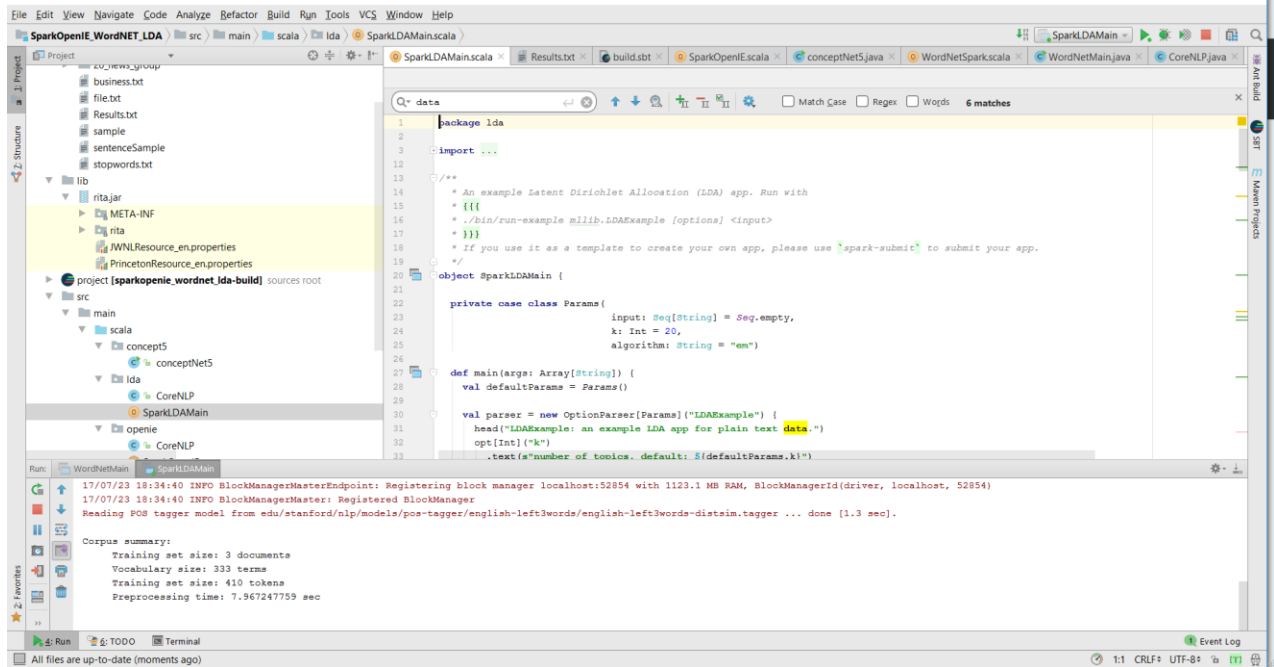 File Edit View Navigate Code Analyze Refactor Build Run Tools VCS Window Help
SparkOpenIE_WordNET_LDA src main scala lda SparkLDAMain.scala
SparkLDAMain
Project
SparkLDAMain.scala Results.txt build.sbt SparkOpenIE.scala conceptNet5.java WordNetSpark.scala WordNetMain.java CoreNLP.java
1: Project
Z: Structure
2: Favorites
Ant Build
SBT
Maven Projects
20_news_group
business.txt
file.txt
Results.txt
sample
sentenceSample
stopwords.txt
lib
rita.jar
META-INF
rita
JWNLResource_en.properties
PrincetonResource_en.properties
project [sparkopenie_wordnet_lda-build] sources root
src
main
scala
concept5
conceptNet5
lda
CoreNLP
SparkLDAMain
openie
CoreNLP
data Match Case Regex Words 6 matches
1 package lda
2
3 import ...
12
13 /**
14 * An example Latent Dirichlet Allocation (LDA) app. Run with
15 * {{{
16 * ./bin/run-example mllib.LDAExample [options] <input>
17 * }}}
18 * If you use it as a template to create your own app, please use `spark-submit` to submit your app.
19 */
20 object SparkLDAMain {
21
22 private case class Params(
23 input: Seq[String] = Seq.empty,
24 k: Int = 20,
25 algorithm: String = "em")
26
27 def main(args: Array[String]) {
28 val defaultParams = Params()
29
30 val parser = new OptionParser[Params]("LDAExample") {
31 head("LDAExample: an example LDA app for plain text data.")
32 opt[Int]("k")
33 .text(s"number of topics. default: ${defaultParams.k}")
Run: WordNetMain SparkLDAMain
17/07/23 18:34:40 INFO BlockManagerMasterEndpoint: Registering block manager localhost:52854 with 1123.1 MB RAM, BlockManagerId(driver, localhost, 52854)
17/07/23 18:34:40 INFO BlockManagerMaster: Registered BlockManager
Reading POS tagger model from edu/stanford/nlp/models/pos-tagger/english-left3words/english-left3words-distsim.tagger ... done [1.3 sec].
Corpus summary:
Training set size: 3 documents
Vocabulary size: 333 terms
Training set size: 410 tokens
Preprocessing time: 7.967247759 sec
4: Run 6: TODO Terminal 1 Event Log
All files are up-to-date (moments ago) 1:1 CRLF UTF-8 [T]